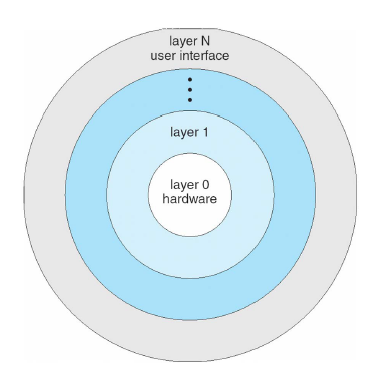 layer N
user interface
layer 1
layer 0
hardware